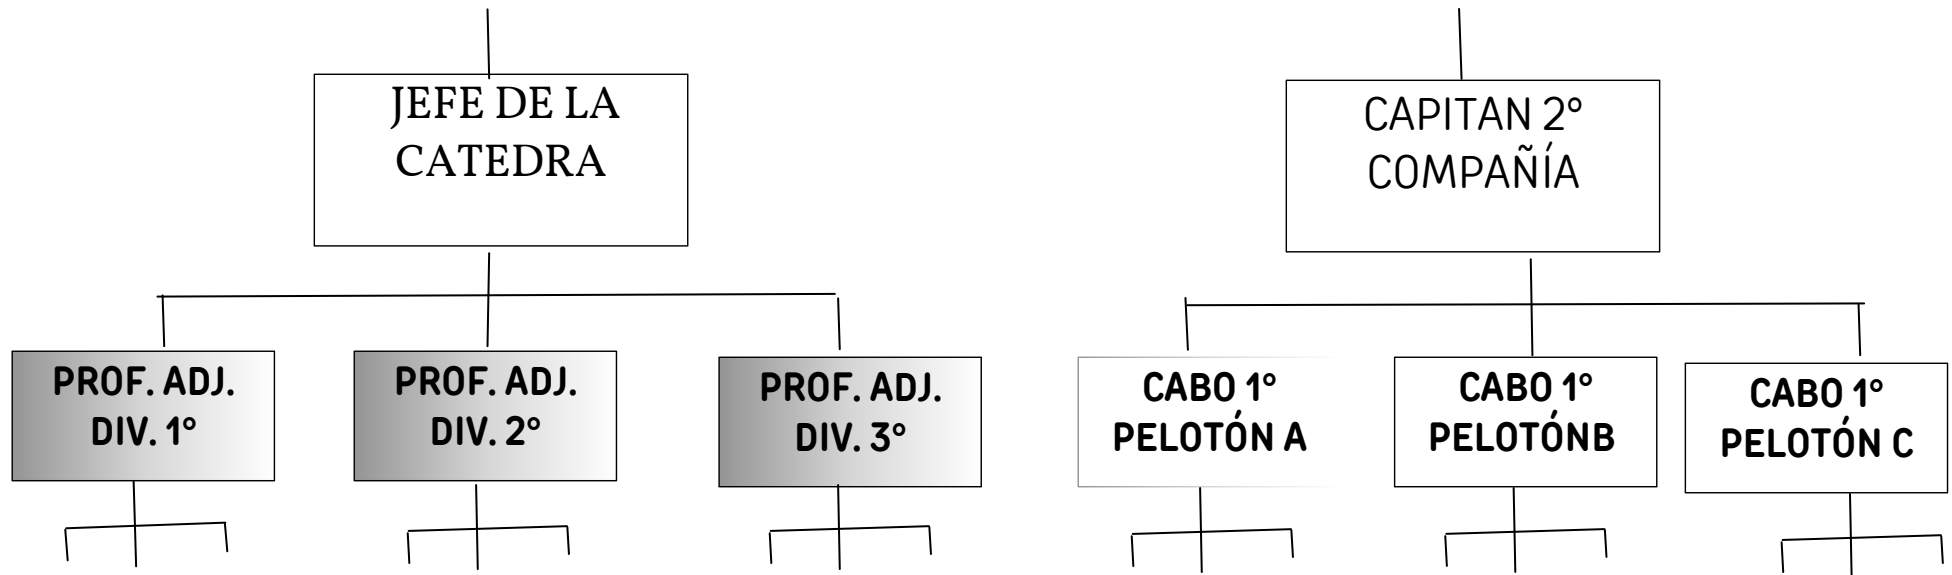 JEFE DE LA
CATEDRA
CAPITAN 2°
COMPAÑÍA
PROF. ADJ.
DIV. 1°
PROF. ADJ.
DIV. 2°
PROF. ADJ.
DIV. 3°
CABO 1°
PELOTÓN A
CABO 1°
PELOTÓNB
CABO 1°
PELOTÓN C